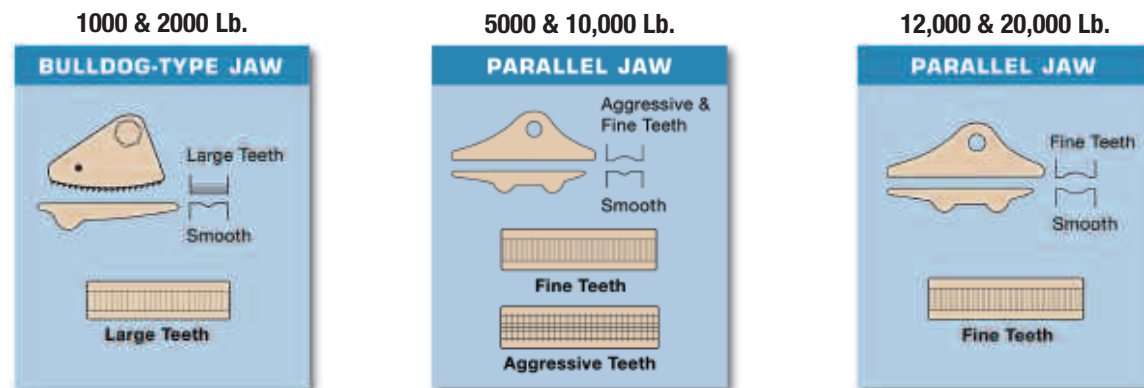 1000 & 2000 Lb.
BULLDOG-TYPE JAW
Large Teeth
Smooth
Large Teeth
5000 & 10,000 Lb.
PARALLEL JAW
Aggressive &
Fine Teeth
Smooth
Fine Teeth
Aggressive Teeth
12,000 & 20,000 Lb.
PARALLEL JAW
Fine Teeth
Smooth
Fine Teeth